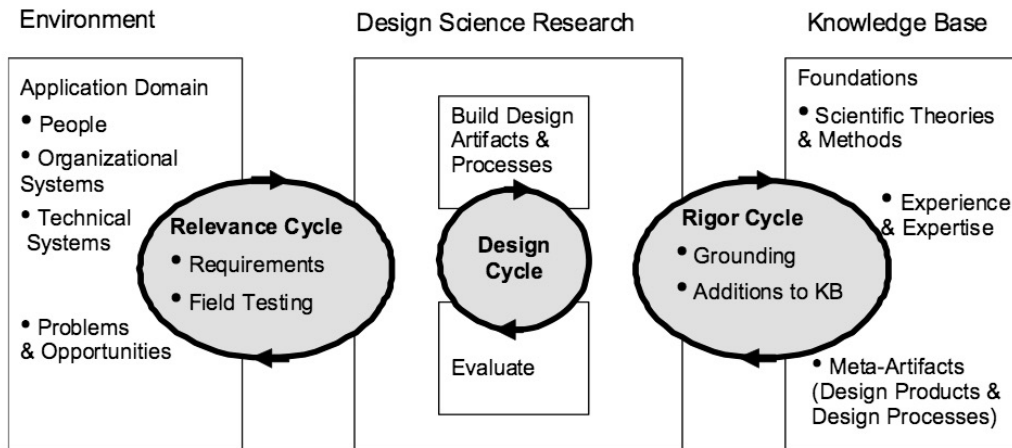 Environment
Design Science Research
Knowledge Base
Application Domain
• People
• Organizational
Systems
• Technical
Systems
• Problems
& Opportunities
Relevance Cycle
• Requirements
• Field Testing
Build Design
Artifacts &
Processes
Design
Cycle
Evaluate
Rigor Cycle
• Grounding
• Additions to KB
Foundations
• Scientific Theories
& Methods
• Experience
& Expertise
• Meta-Artifacts
(Design Products &
Design Processes)